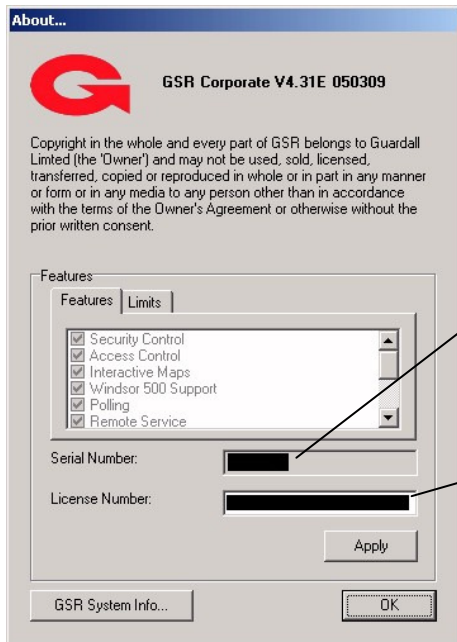 About...
GSR Corporate V4.31E 050309
Copyright in the whole and every part of GSR belongs to Guardall
Limted (the 'Owner') and may not be used, sold, licensed,
transferred, copied or reproduced in whole or in part in any manner
or form or in any media to any person other than in accordance
with the terms of the Owner's Agreement or otherwise without the
prior written consent.
Features
Features Limits
Security Control
Access Control
Interactive Maps
Windsor 500 Support
Polling
Remote Service
Serial Number:
License Number:
Apply
GSR System Info... OK